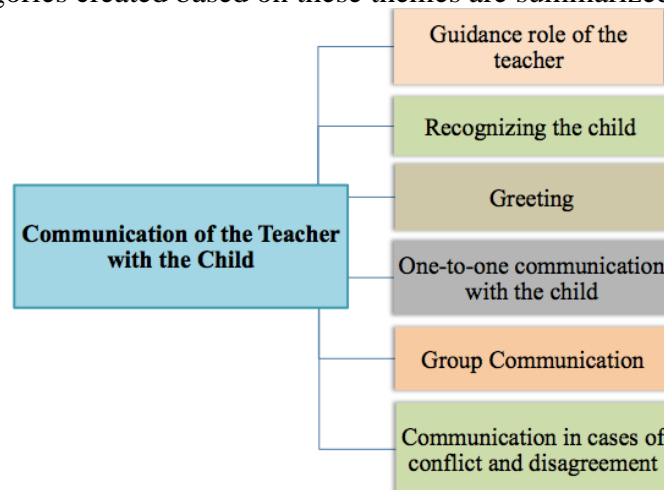 gories created based on these themes are summarized
Guidance role of the
teacher
Recognizing the child
Greeting
Communication of the Teacher
with the Child
One-to-one communication
with the child
Group Communication
Communication in cases of
conflict and disagreement